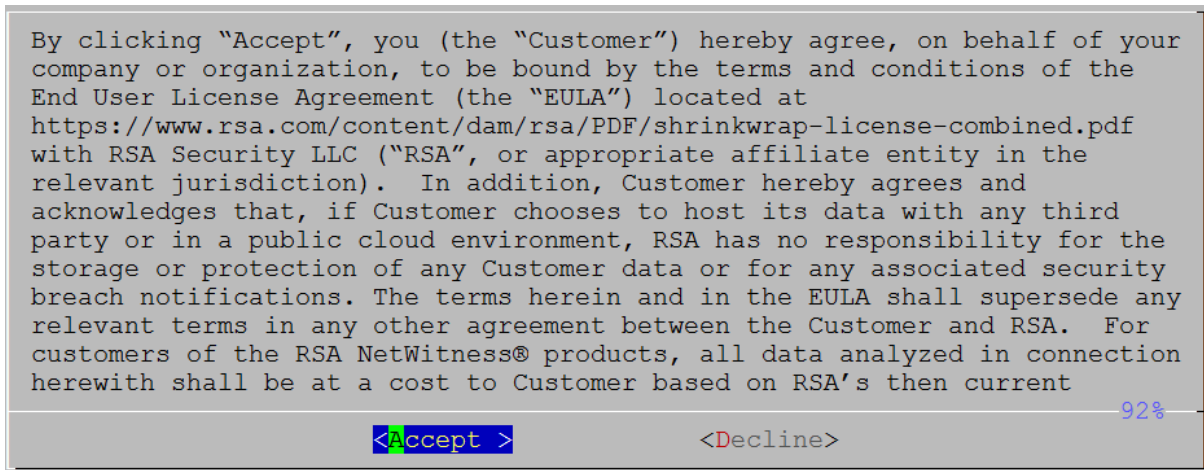 By clicking “Accept”, you (the “Customer”) hereby agree, on behalf of your
company or organization, to be bound by the terms and conditions of the
End User License Agreement (the “EULA”) located at
https://www.rsa.com/content/dam/rsa/PDF/shrinkwrap-license-combined.pdf
with RSA Security LLC (“RSA”, or appropriate affiliate entity in the
relevant jurisdiction).  In addition, Customer hereby agrees and
acknowledges that, if Customer chooses to host its data with any third
party or in a public cloud environment, RSA has no responsibility for the
storage or protection of any Customer data or for any associated security
breach notifications. The terms herein and in the EULA shall supersede any
relevant terms in any other agreement between the Customer and RSA.  For
customers of the RSA NetWitness® products, all data analyzed in connection
herewith shall be at a cost to Customer based on RSA’s then current
92%
<Accept > <Decline>